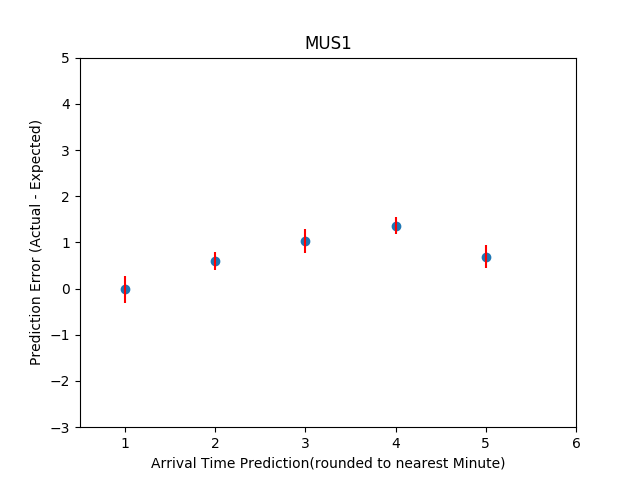 MUS1
Prediction Error (Actual - Expected)
5
4
3
2
1
0
−1
−2
−3
1 2 3 4 5 6
Arrival Time Prediction(rounded to nearest Minute)